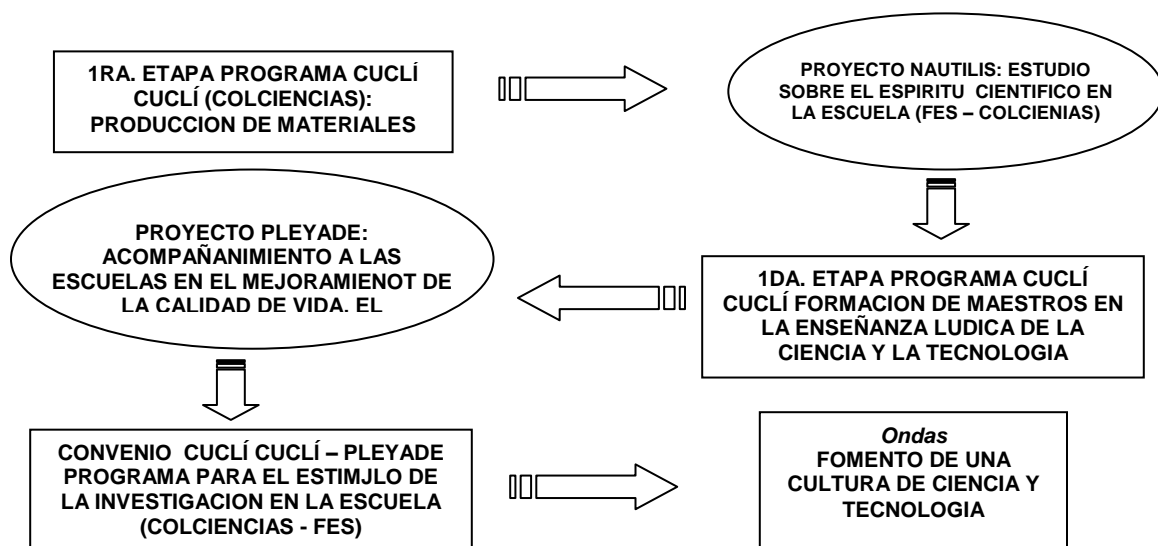 1RA. ETAPA PROGRAMA CUCLÍ
CUCLÍ (COLCIENCIAS):
PRODUCCION DE MATERIALES
PROYECTO NAUTILIS: ESTUDIO
SOBRE EL ESPIRITU CIENTIFICO EN
LA ESCUELA (FES – COLCIENIAS)
1DA. ETAPA PROGRAMA CUCLÍ
CUCLÍ FORMACION DE MAESTROS EN
LA ENSEÑANZA LUDICA DE LA
CIENCIA Y LA TECNOLOGIA
PROYECTO PLEYADE:
ACOMPAÑANIMIENTO A LAS
ESCUELAS EN EL MEJORAMIENOT DE
LA CALIDAD DE VIDA. EL
CONVENIO CUCLÍ CUCLÍ – PLEYADE
PROGRAMA PARA EL ESTIMJLO DE
LA INVESTIGACION EN LA ESCUELA
(COLCIENCIAS - FES)
Ondas
FOMENTO DE UNA
CULTURA DE CIENCIA Y
TECNOLOGIA